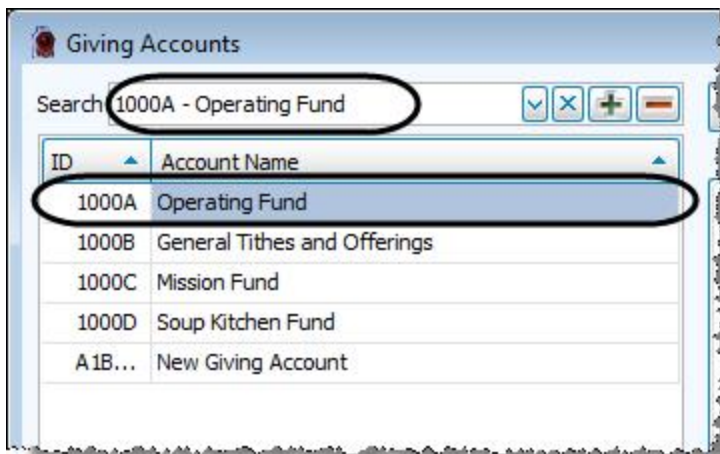 Giving Accounts
Search 1000A - Operating Fund
ID Account Name
1000A Operating Fund
1000B General Tithes and Offerings
1000C Mission Fund
1000D Soup Kitchen Fund
A1B... New Giving Account